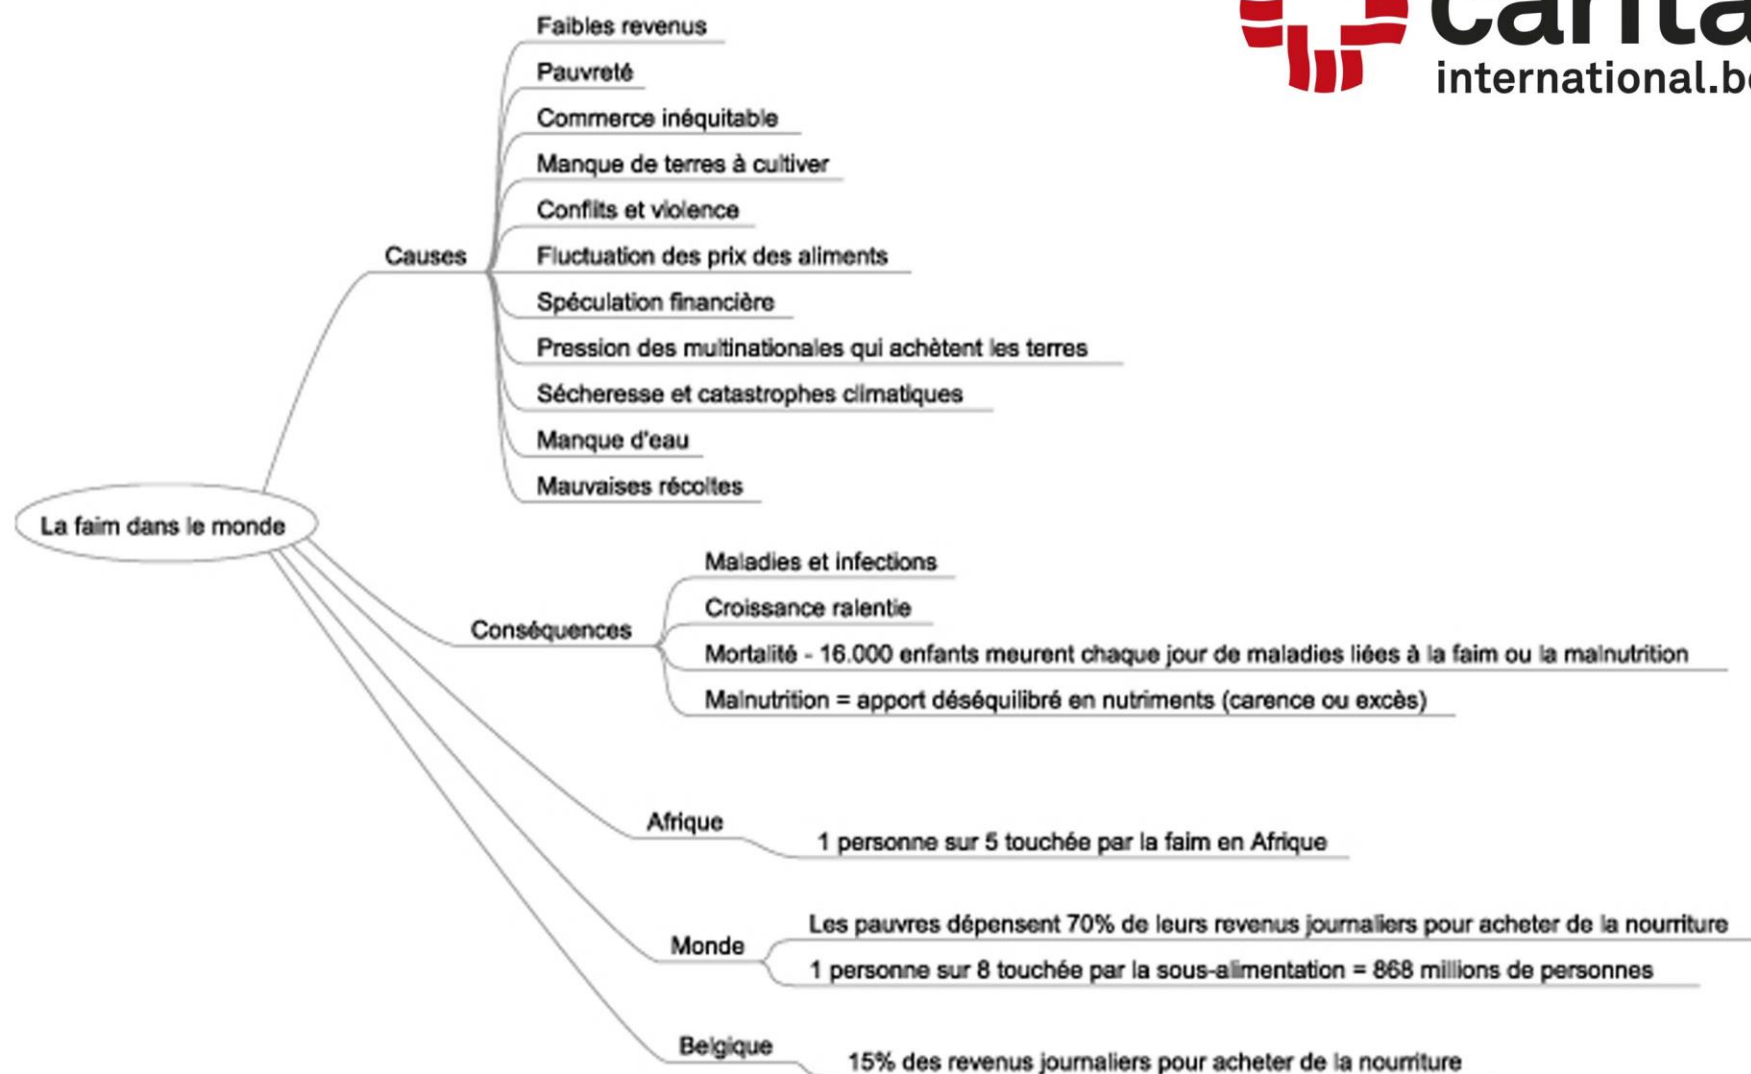 carita
international.be
Faibles revenus
Pauvreté
Commerce inéquitable
Manque de terres à cultiver
Conflits et violence
Causes
Fluctuation des prix des aliments
Spéculation financière
Pression des multinationales qui achètent les terres
Sécheresse et catastrophes climatiques
Manque d'eau
Mauvaises récoltes
La faim dans le monde
Maladies et infections
Croissance ralentie
Conséquences
Mortalité - 16.000 enfants meurent chaque jour de maladies liées à la faim ou la malnutrition
Malnutrition = apport déséquilibré en nutriments (carence ou excès)
Afrique
1 personne sur 5 touchée par la faim en Afrique
Les pauvres dépensent 70% de leurs revenus journaliers pour acheter de la nourriture
Monde
1 personne sur 8 touchée par la sous-alimentation = 868 millions de personnes
Belgique
15% des revenus journaliers pour acheter de la nourriture